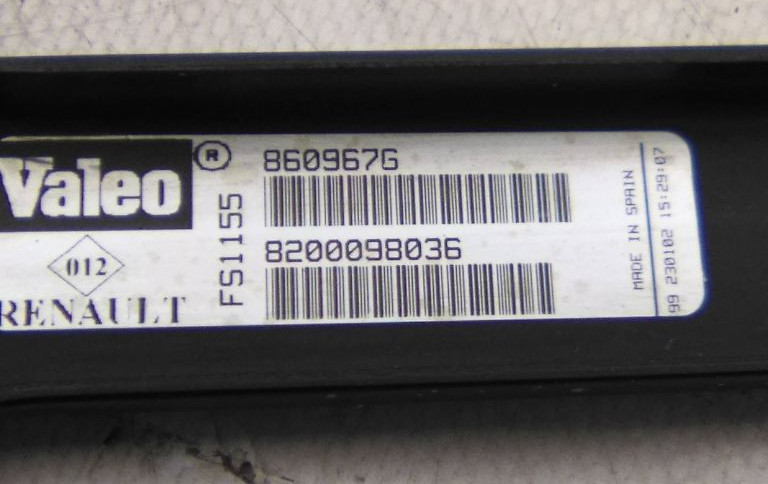 Valeo ®
012
RENAULT
FS1155
860967G
8200098036
MADE IN SPAIN
99 230102 15:29:07